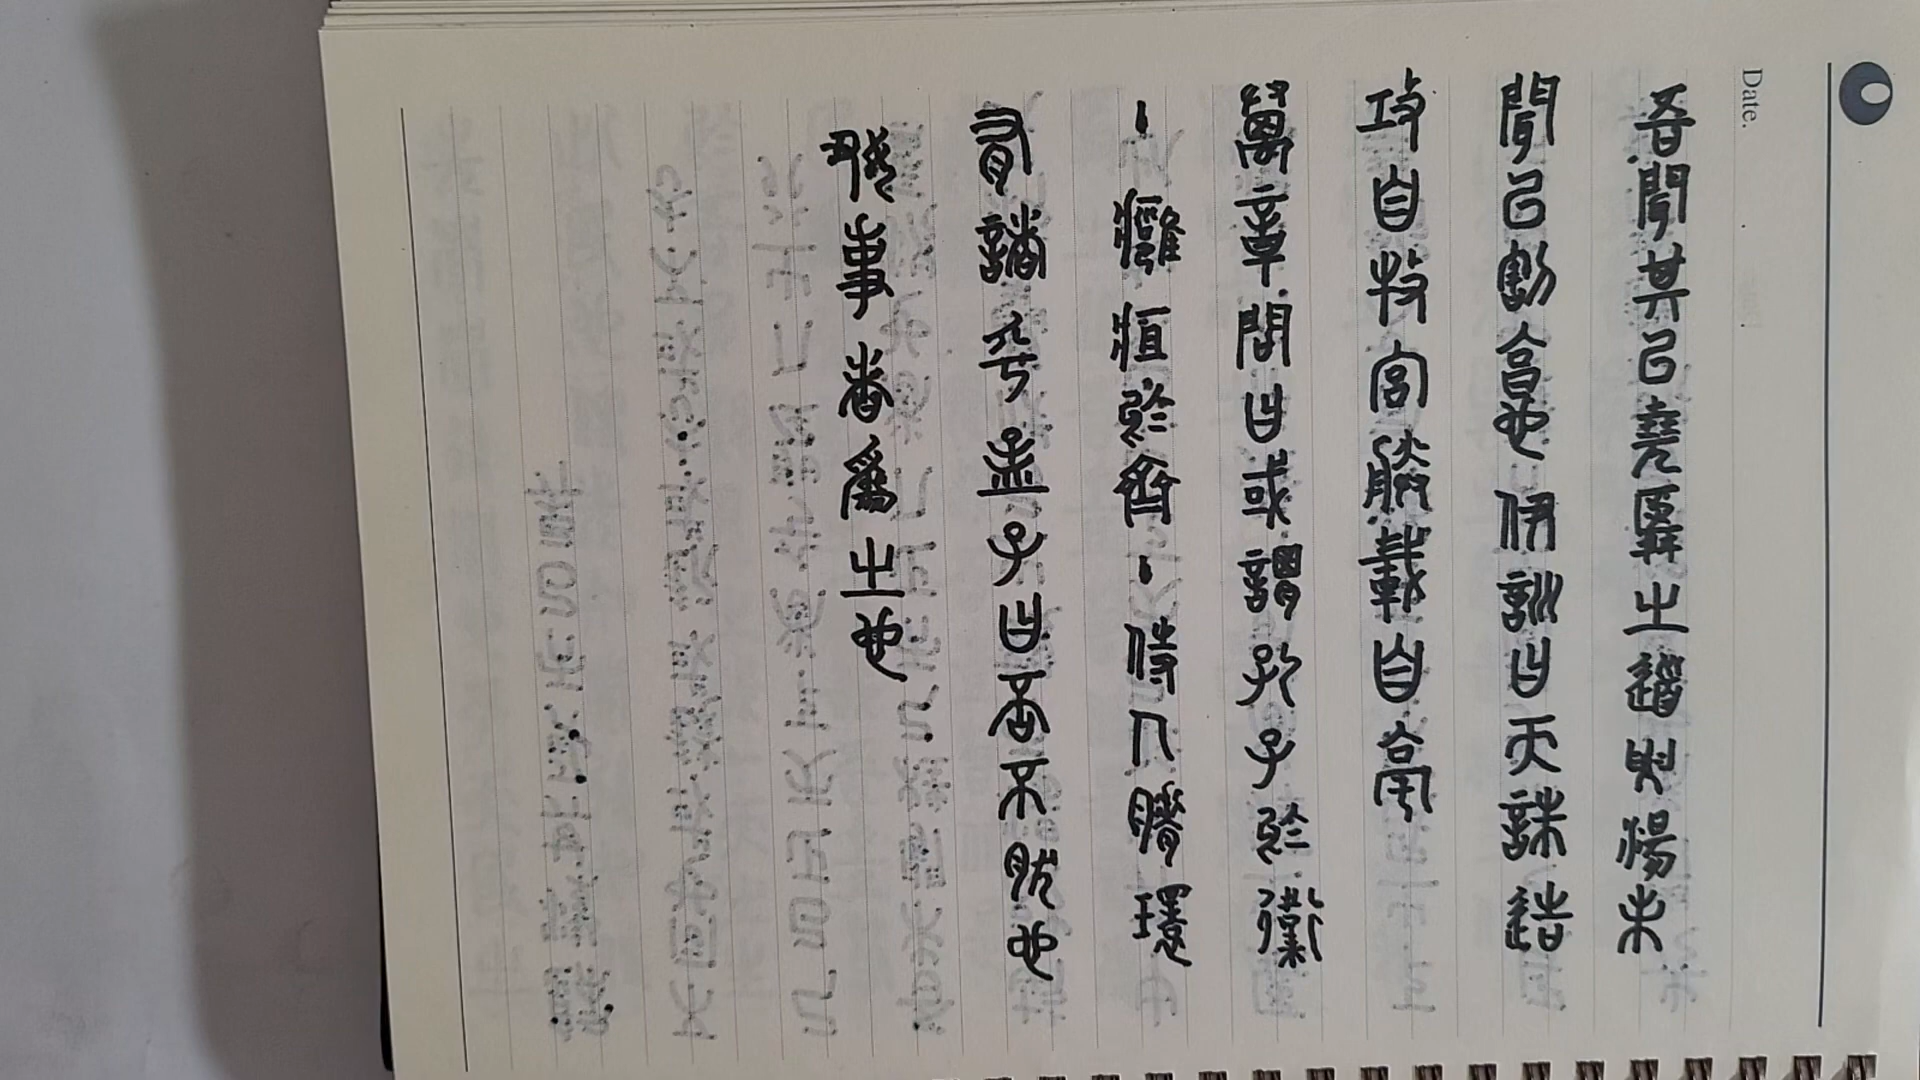 Date.
吾聞其以堯舜之道要湯未
聞以割烹也伊訓曰天誅造
攻自牧宮朕載自亳
萬章問曰或謂孔子於衛
主癰疽於齊主侍人瘠環
有諸乎孟子曰否不然也
好事者為之也